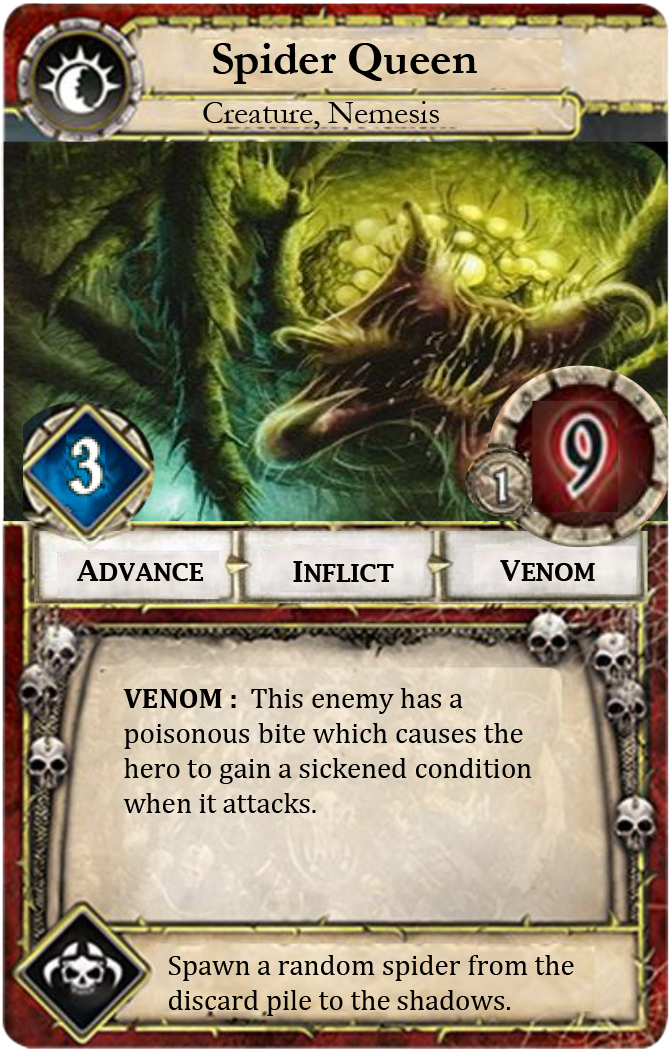 Spider Queen
Creature, Nemesis
3
9
1
ADVANCE INFLICT VENOM
VENOM : This enemy has a
poisonous bite which causes the
hero to gain a sickened condition
when it attacks.
Spawn a random spider from the
discard pile to the shadows.